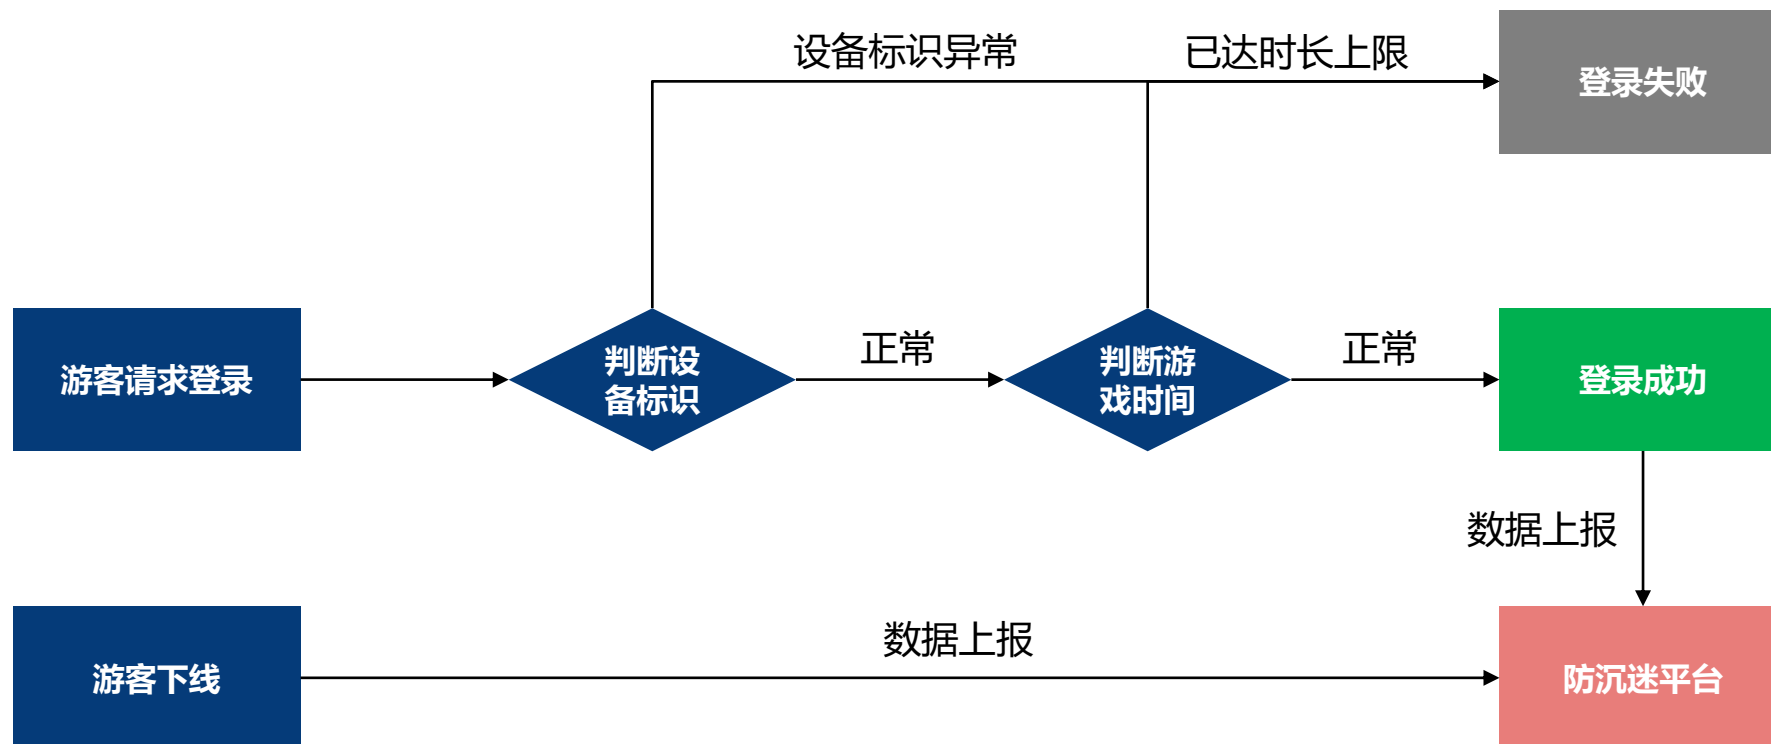 设备标识异常
已达时长上限
登录失败
游客请求登录
判断设
备标识
正常
判断游
戏时间
正常
登录成功
数据上报
游客下线
数据上报
防沉迷平台